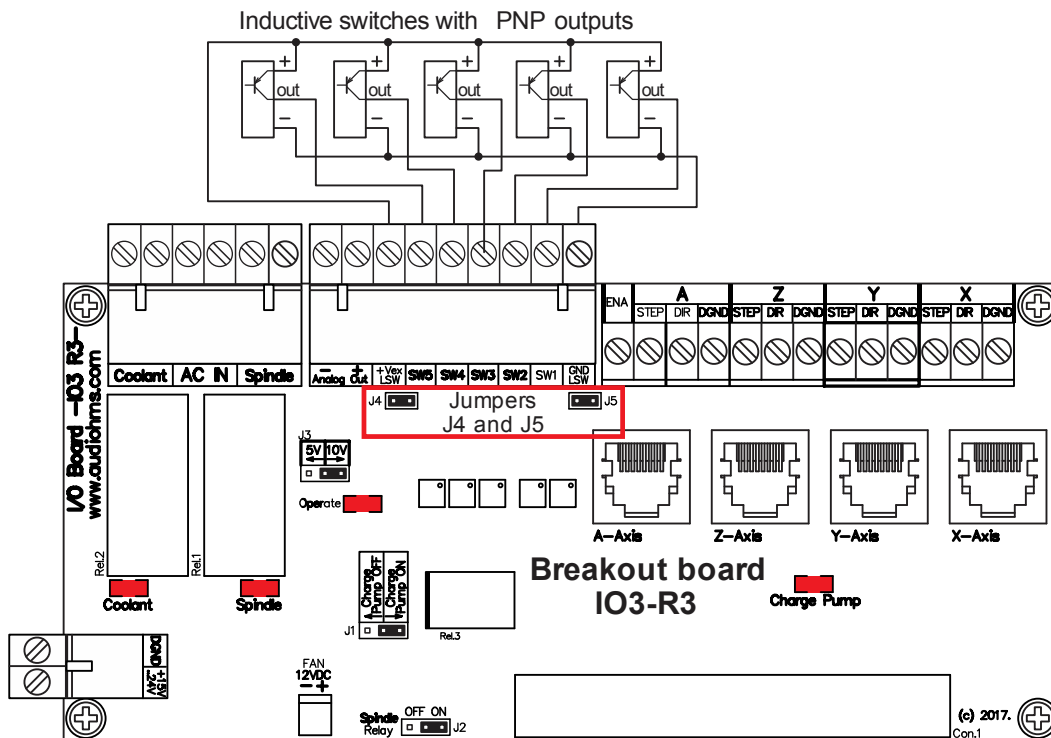 Inductive switches with PNP outputs
+ + + + +
out out out out out
− − − − −
I/O Board -IO3 R3-
www.audiohms.com
Coolant AC IN Spindle
− + +Vex SW5 SW4 SW3 SW2 SW1 GND
Analog Out LSW LSW
ENA A Z Y X
STEP DIR DGND STEP DIR DGND STEP DIR DGND STEP DIR DGND
J4 Jumpers J5
J4 and J5
J3
5V 10V
Operate
A-Axis Z-Axis Y-Axis X-Axis
Rel.2 Rel.1
Coolant Spindle
Breakout board
IO3-R3
Charge Pump
Charge Pump OFF
Charge Pump ON
J1
Rel.3
DGND
+15V
..24V
FAN
12VDC
− +
Spindle OFF ON
Relay J2
(c) 2017.
Con.1